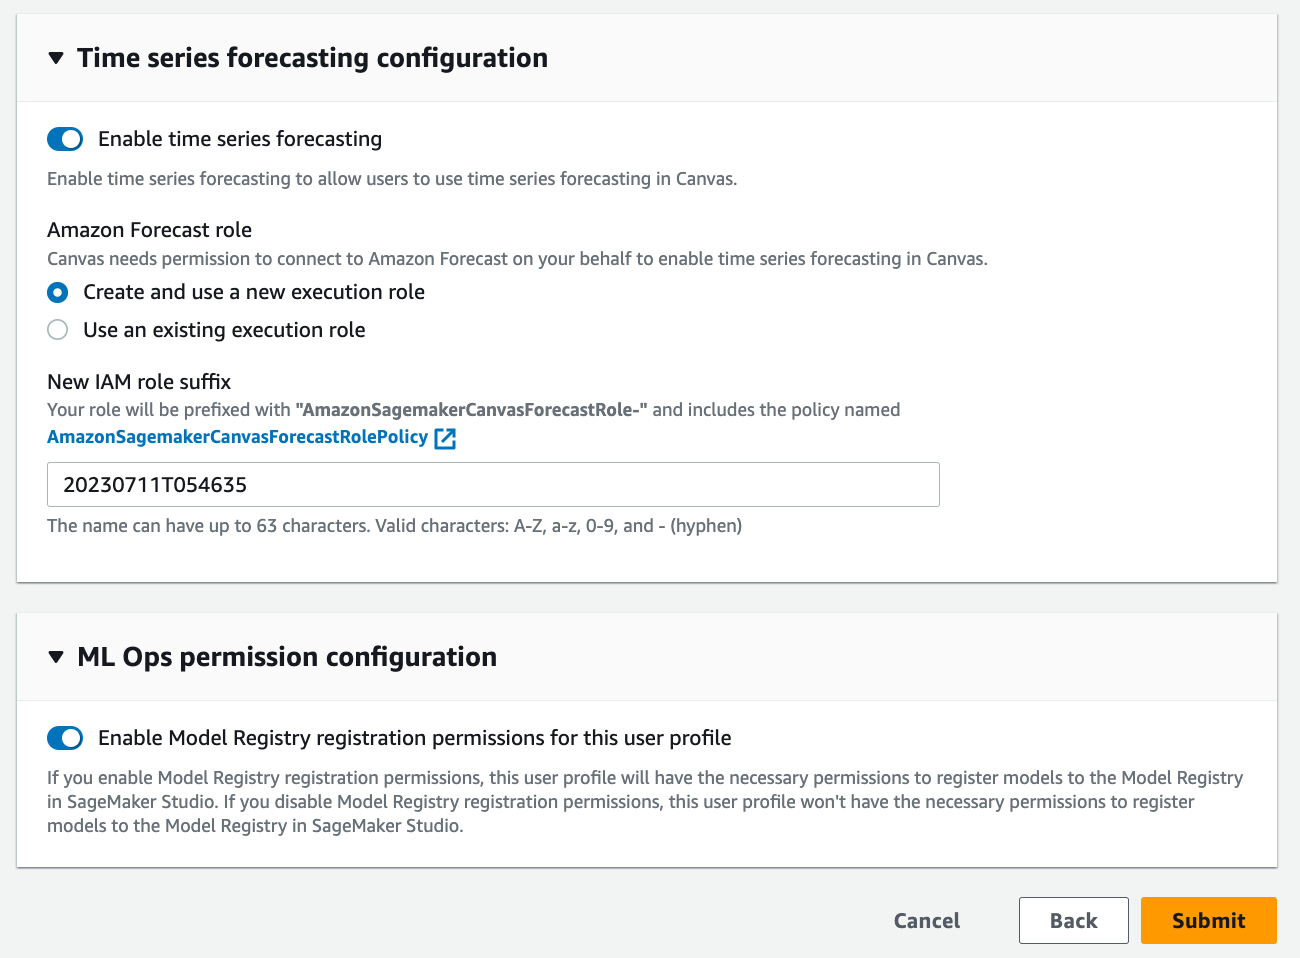 Time series forecasting configuration
Enable time series forecasting
Enable time series forecasting to allow users to use time series forecasting in Canvas.
Amazon Forecast role
Canvas needs permission to connect to Amazon Forecast on your behalf to enable time series forecasting in Canvas.
Create and use a new execution role
Use an existing execution role
New IAM role suffix
Your role will be prefixed with "AmazonSagemakerCanvasForecastRole-" and includes the policy named
AmazonSagemakerCanvasForecastRolePolicy
20230711T054635
The name can have up to 63 characters. Valid characters: A-Z, a-z, 0-9, and - (hyphen)
ML Ops permission configuration
Enable Model Registry registration permissions for this user profile
If you enable Model Registry registration permissions, this user profile will have the necessary permissions to register models to the Model Registry
in SageMaker Studio. If you disable Model Registry registration permissions, this user profile won't have the necessary permissions to register
models to the Model Registry in SageMaker Studio.
Cancel
Back
Submit